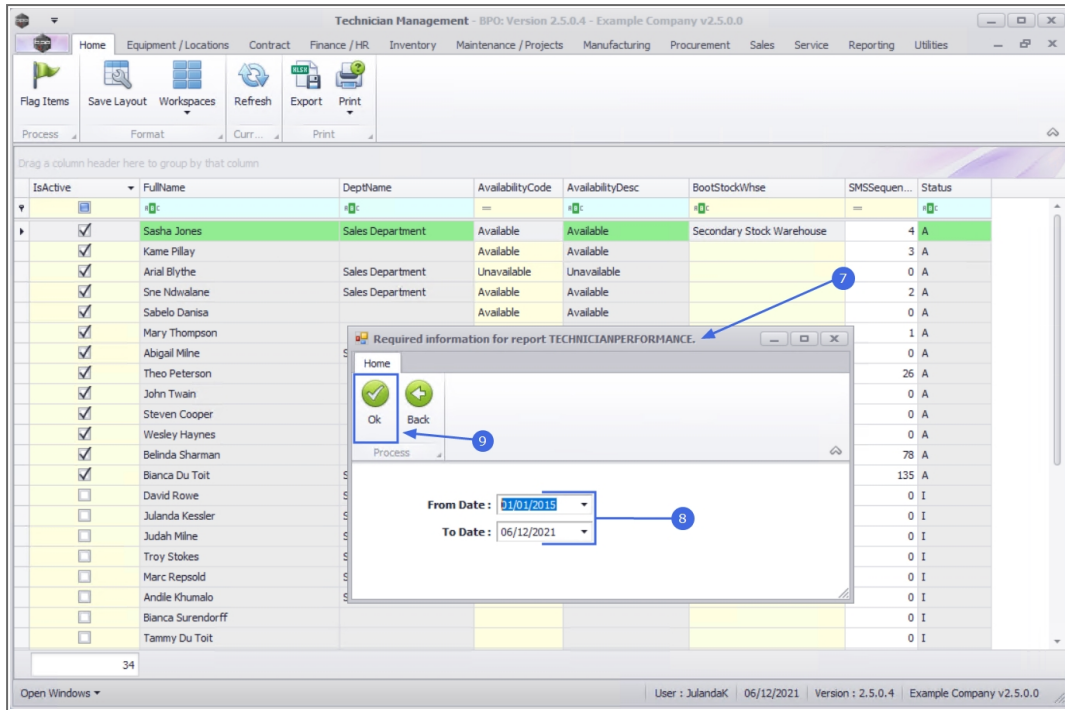 Technician Management - BPO: Version 2.5.0.4 - Example Company v2.5.0.0
Home Equipment / Locations Contract Finance / HR Inventory Maintenance / Projects Manufacturing Procurement Sales Service Reporting Utilities
Flag Items Save Layout Workspaces Refresh Export Print
Process Format Curr... Print
Drag a column header here to group by that column
IsActive FullName DeptName AvailabilityCode AvailabilityDesc BootStockWhse SMSSequen... Status
Sasha Jones Sales Department Available Available Secondary Stock Warehouse 4 A
Kame Pillay Available Available 3 A
Arial Blythe Sales Department Unavailable Unavailable 0 A
7
Sne Ndwalane Sales Department Available Available 2 A
Sabelo Danisa Available Available 0 A
Mary Thompson 1 A
Required information for report TECHNICIANPERFORMANCE.
Abigail Milne S 0 A
Home
Theo Peterson 26 A
John Twain 0 A
Steven Cooper 0 A
Ok Back
Wesley Haynes 0 A
9
Belinda Sharman 78 A
Process
Bianca Du Toit S 135 A
David Rowe S 0 I
From Date : 01/01/2015
Julanda Kessler S 0 I
8
Judah Milne S 0 I
To Date : 06/12/2021
Troy Stokes S 0 I
Marc Repsold S 0 I
Andile Khumalo S 0 I
Bianca Surendorff 0 I
Tammy Du Toit 0 I
34
Open Windows User : JulandaK 06/12/2021 Version : 2.5.0.4 Example Company v2.5.0.0